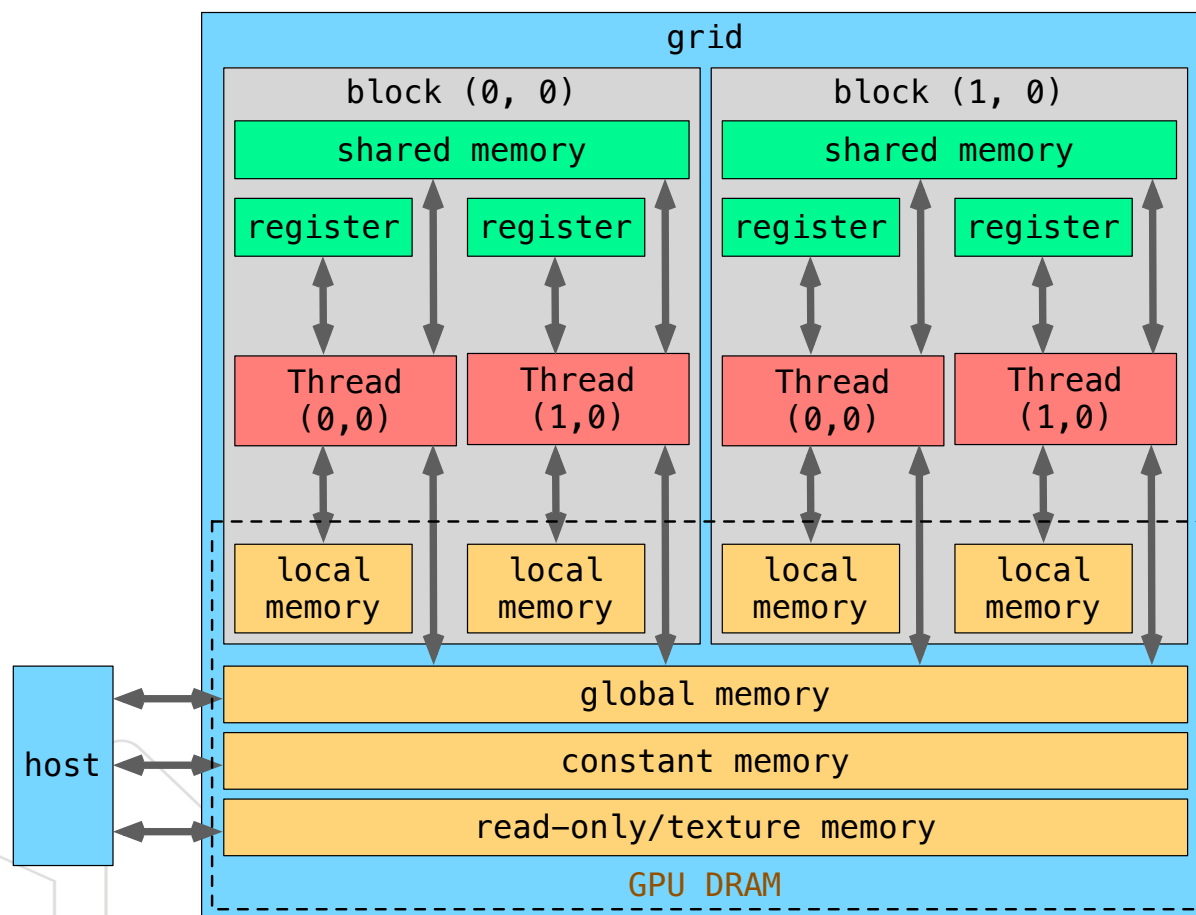 grid
block (0, 0)
block (1, 0)
shared memory
shared memory
register
register
register
register
Thread
(0,0)
Thread
(1,0)
Thread
(0,0)
Thread
(1,0)
local
memory
local
memory
local
memory
local
memory
host
global memory
constant memory
read-only/texture memory
GPU DRAM